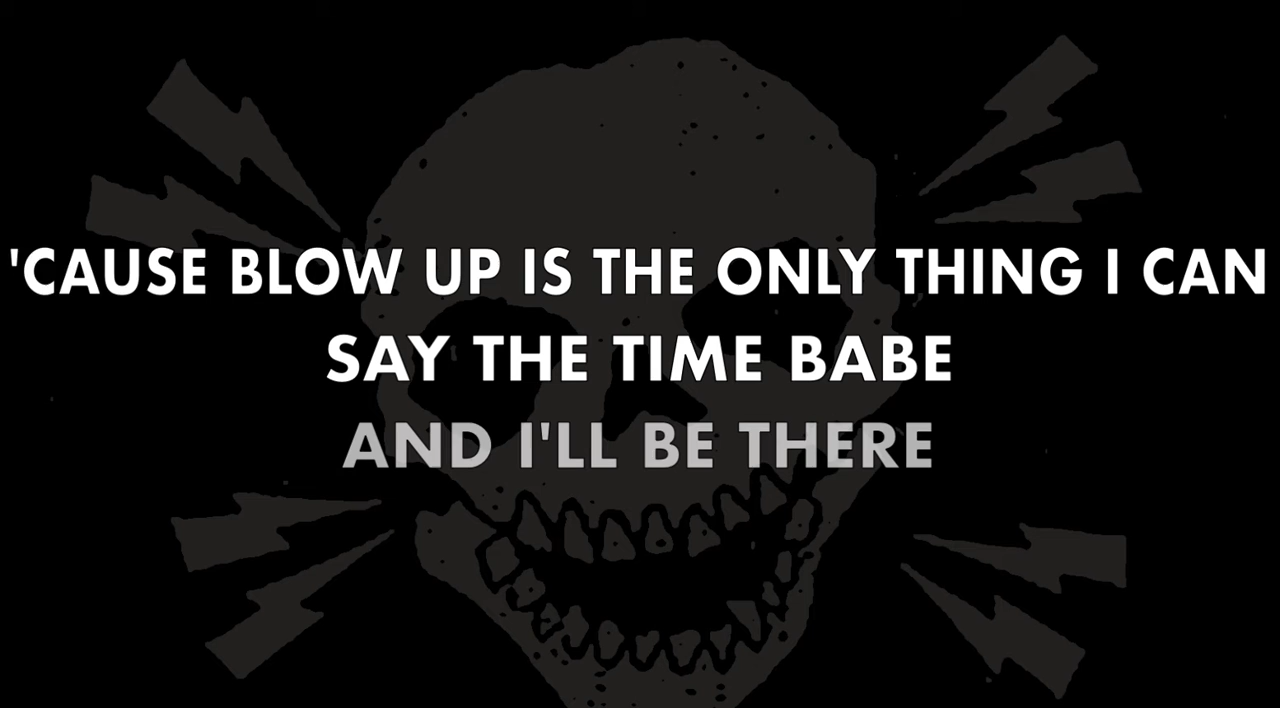 'CAUSE BLOW UP IS THE ONLY THING I CAN
SAY THE TIME BABE
AND I'LL BE THERE